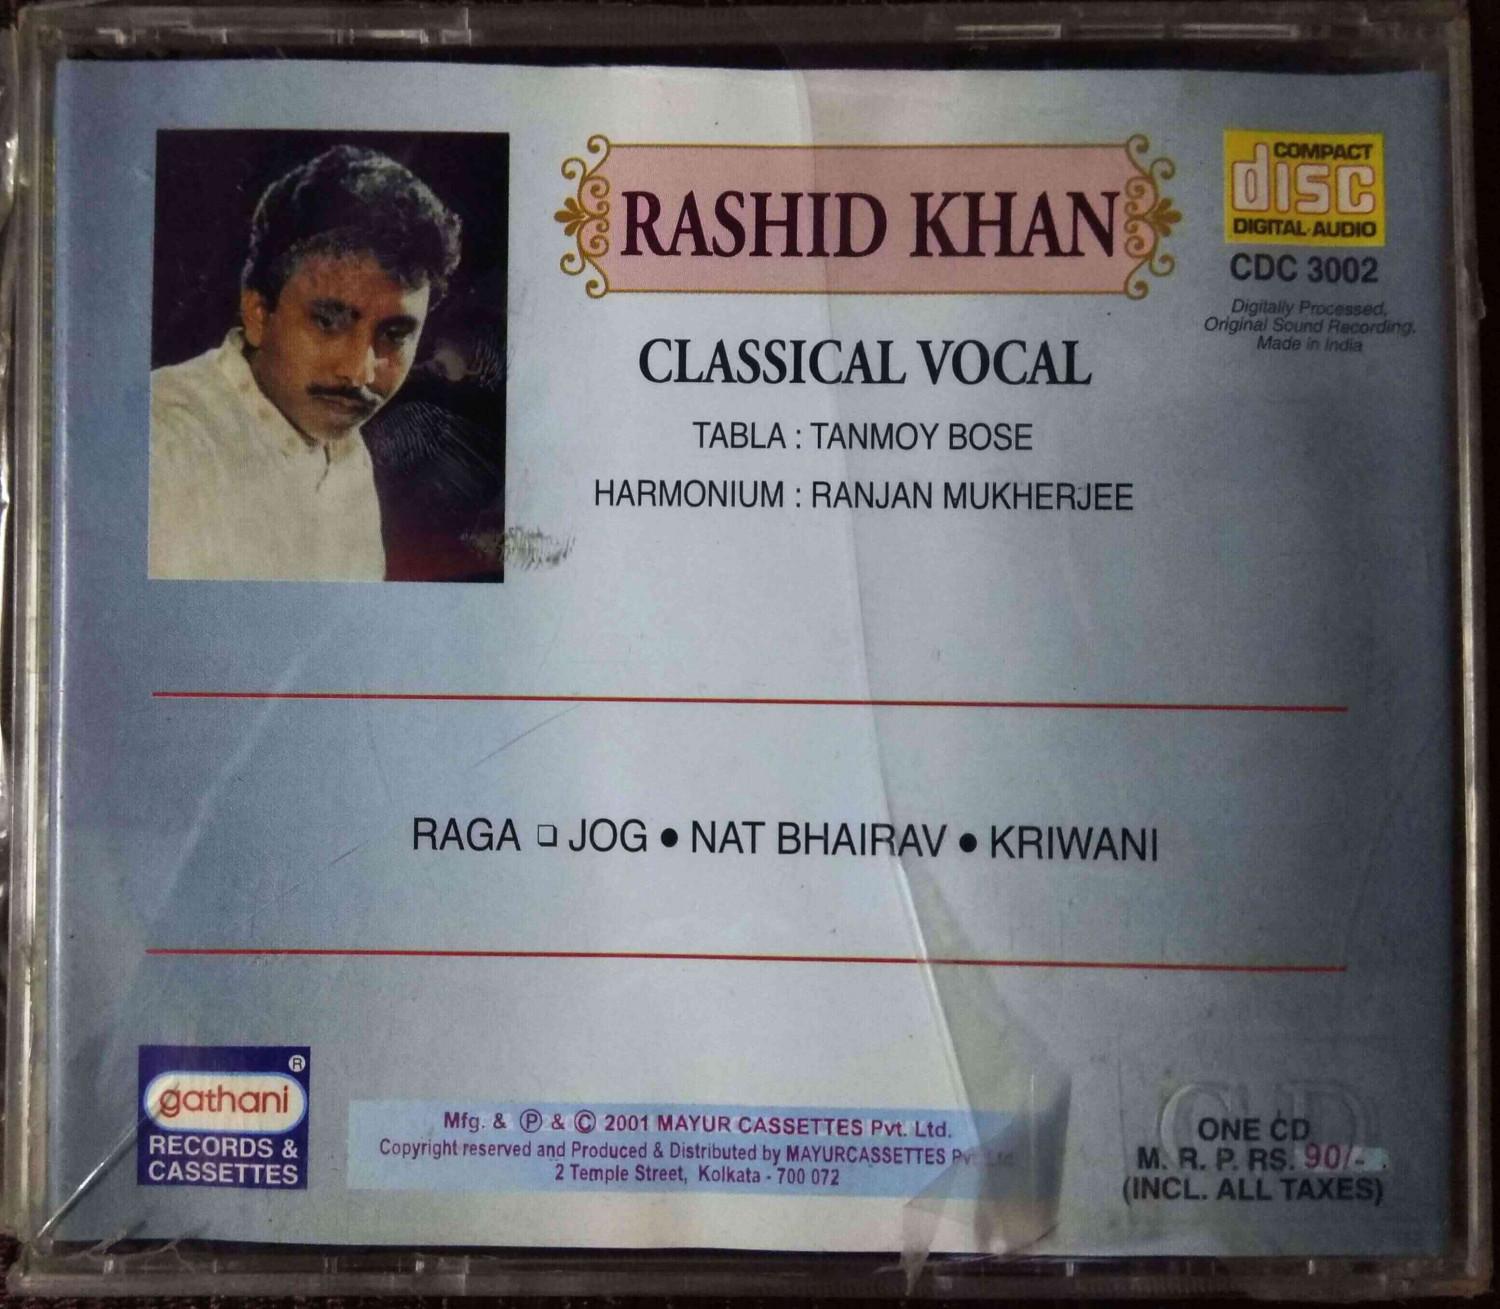 RASHID KHAN
COMPACT
disc
DIGITAL AUDIO
CDC 3002
Digitally Processed,
Original Sound Recording.
Made in India
CLASSICAL VOCAL
TABLA : TANMOY BOSE
HARMONIUM : RANJAN MUKHERJEE
RAGA ❑ JOG ● NAT BHAIRAV ● KRIWANI
gathani ®
RECORDS &
CASSETTES
Mfg. & Ⓟ & © 2001 MAYUR CASSETTES Pvt. Ltd.
Copyright reserved and Produced & Distributed by MAYURCASSETTES Pvt. Ltd.
2 Temple Street, Kolkata - 700 072
ONE CD
M. R. P. RS. 90/-
(INCL. ALL TAXES)